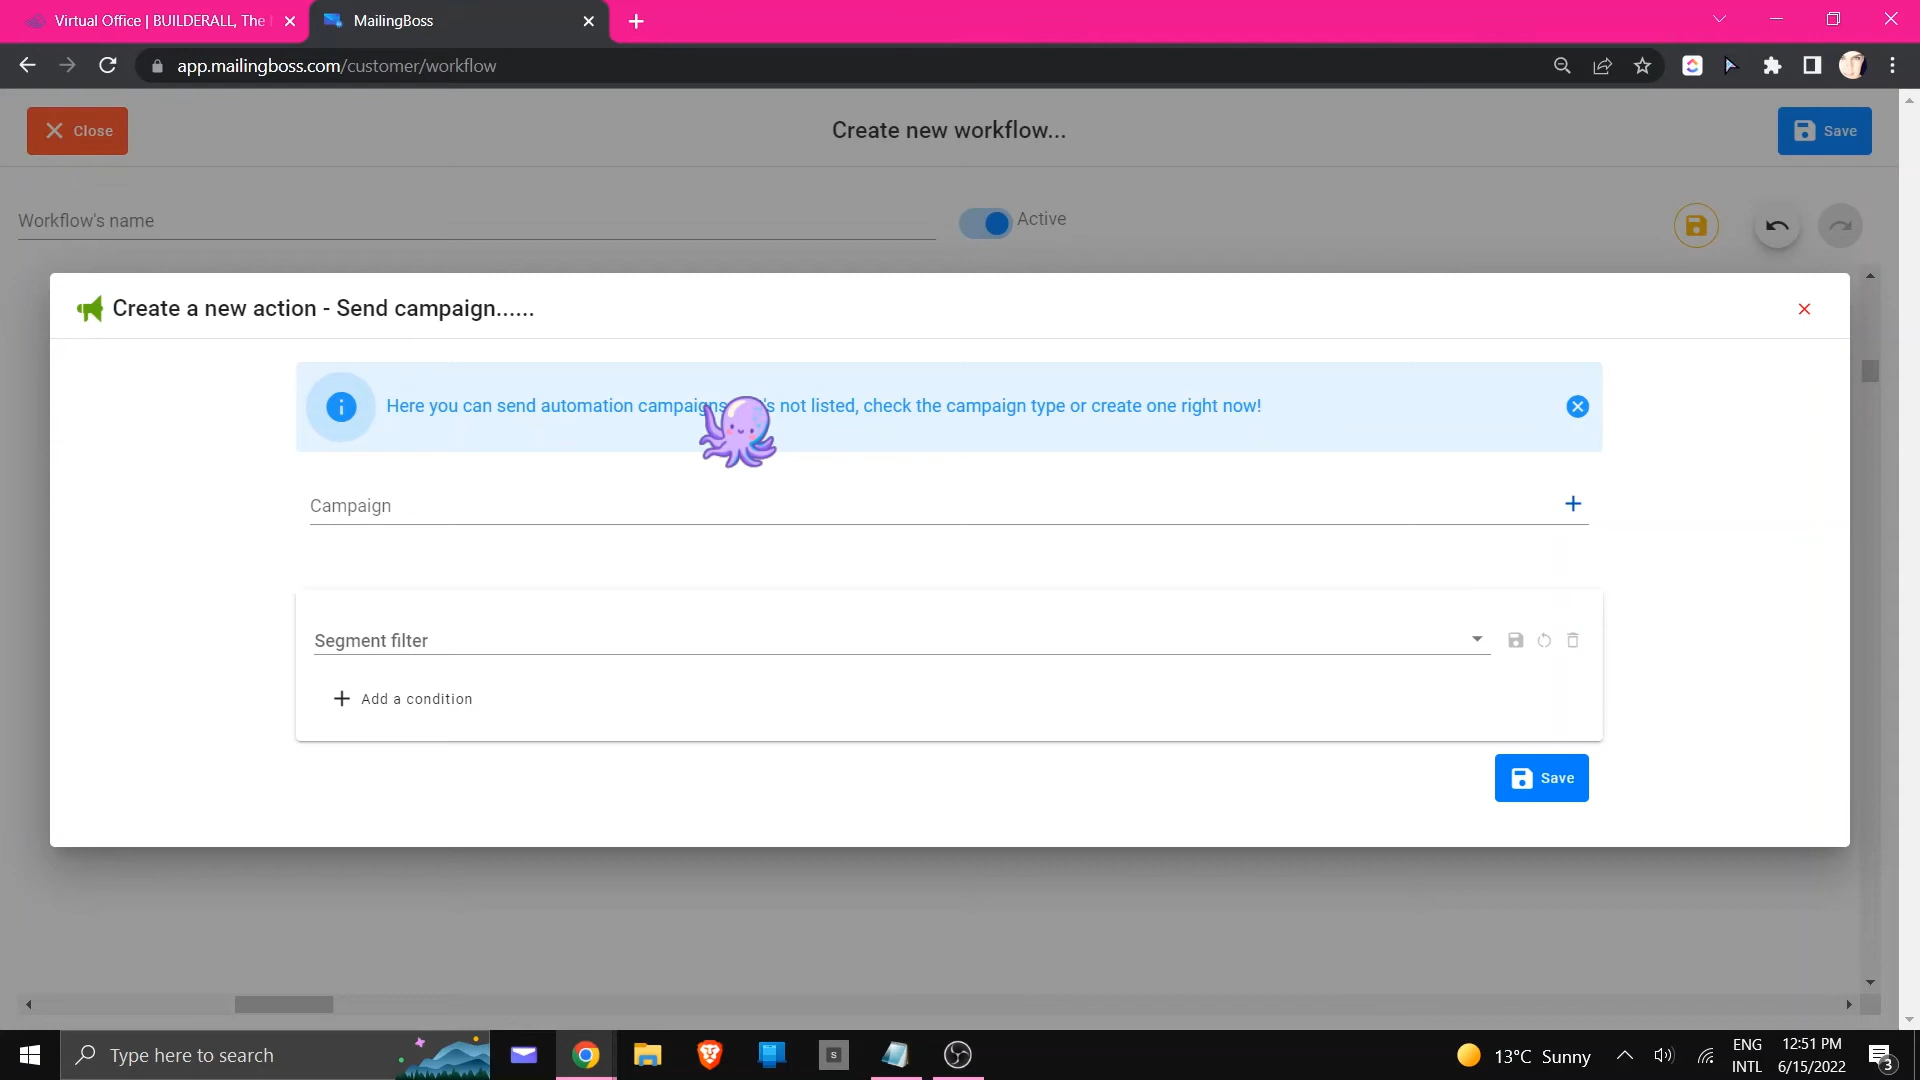 Virtual Office | BUILDERALL, The
MailingBoss
app.mailingboss.com/customer/workflow
Close
Create new workflow...
Save
Workflow's name
Active
Create a new action - Send campaign......
Here you can send automation campaigns 's not listed, check the campaign type or create one right now!
Campaign
Segment filter
Add a condition
Save
Type here to search
S
13°C Sunny
ENG
INTL
12:51 PM
6/15/2022
3